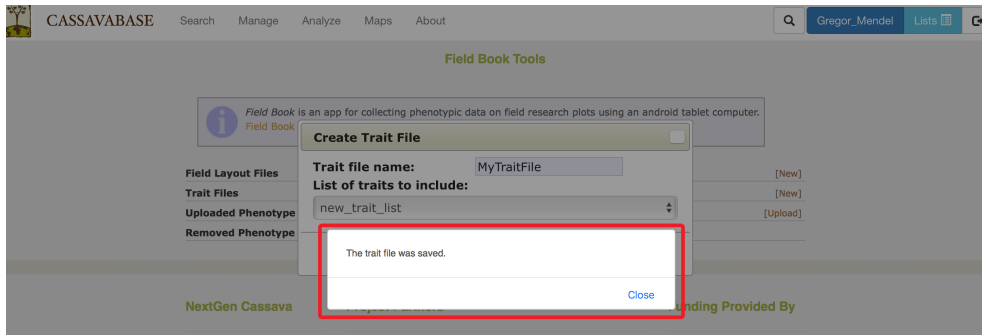 CASSAVABASE Search Manage Analyze Maps About Gregor_Mendel Lists
Field Book Tools
Field Book is an app for collecting phenotypic data on field research plots using an android tablet computer.
Field Book
Create Trait File
Trait file name: MyTraitFile
List of traits to include:
new_trait_list
Field Layout Files [New]
Trait Files [New]
Uploaded Phenotype [Upload]
Removed Phenotype
The trait file was saved.
Close
NextGen Cassava Funding Provided By